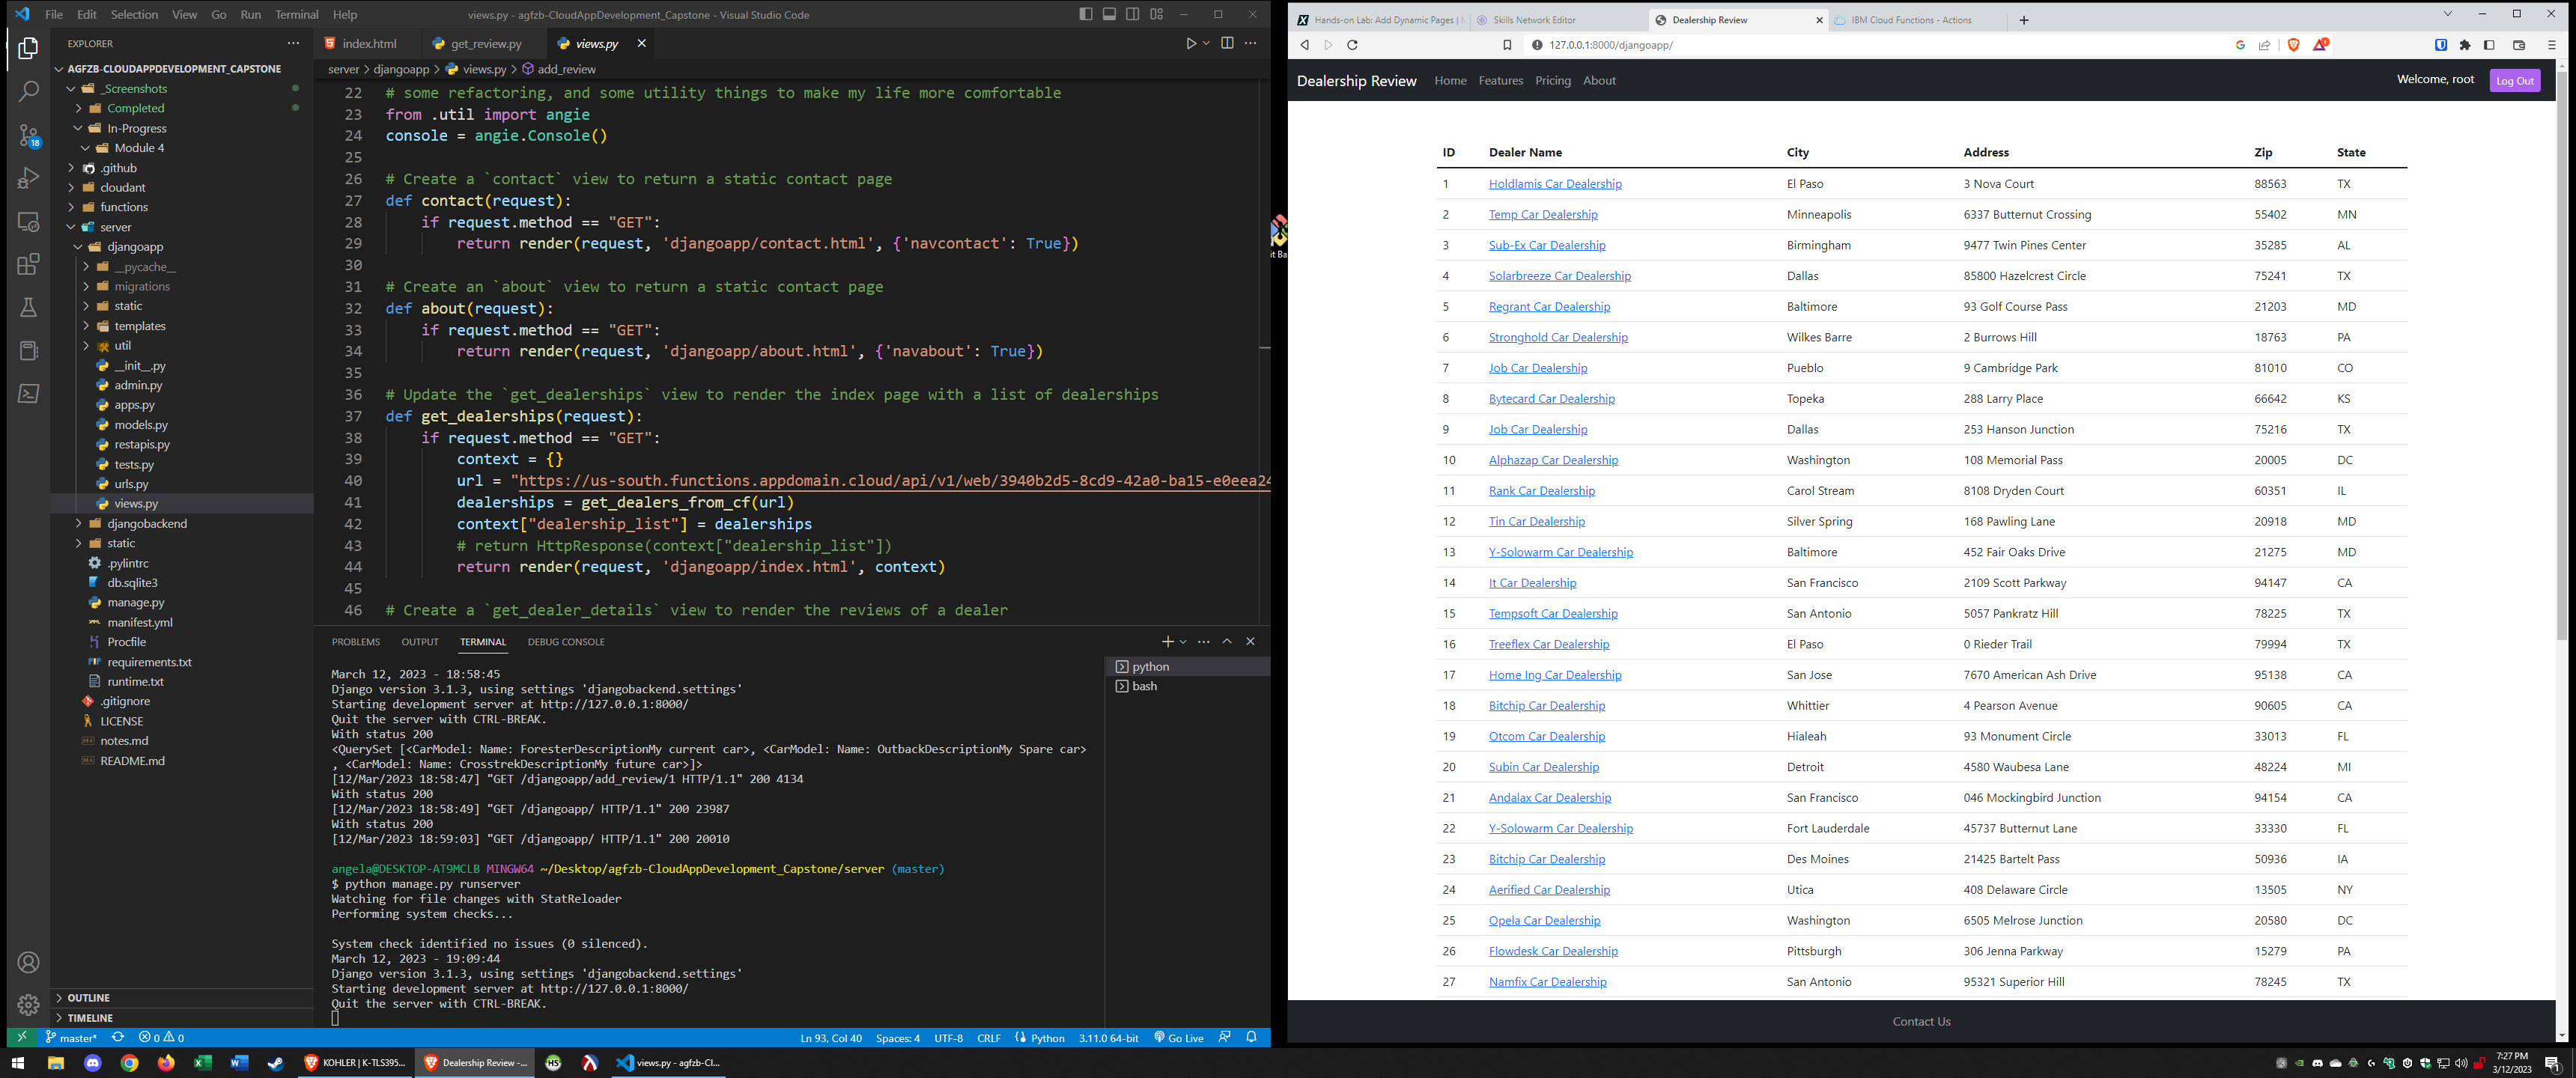 File Edit Selection View Go Run Terminal Help
views.py - agfzb-CloudAppDevelopment_Capstone - Visual Studio Code
EXPLORER
AGFZB-CLOUDAPPDEVELOPMENT_CAPSTONE
_Screenshots
Completed
In-Progress
Module 4
.github
cloudant
functions
server
djangoapp
__pycache__
migrations
static
templates
util
__init__.py
admin.py
apps.py
models.py
restapis.py
tests.py
urls.py
views.py
djangobackend
static
.pylintrc
db.sqlite3
manage.py
manifest.yml
Procfile
requirements.txt
runtime.txt
.gitignore
LICENSE
notes.md
README.md
OUTLINE
TIMELINE
18
index.html get_review.py views.py
server > djangoapp > views.py > add_review
22 # some refactoring, and some utility things to make my life more comfortable
23 from .util import angie
24 console = angie.Console()
25
26 # Create a `contact` view to return a static contact page
27 def contact(request):
28 if request.method == "GET":
29 return render(request, 'djangoapp/contact.html', {'navcontact': True})
30
31 # Create an `about` view to return a static contact page
32 def about(request):
33 if request.method == "GET":
34 return render(request, 'djangoapp/about.html', {'navabout': True})
35
36 # Update the `get_dealerships` view to render the index page with a list of dealerships
37 def get_dealerships(request):
38 if request.method == "GET":
39 context = {}
40 url = "https://us-south.functions.appdomain.cloud/api/v1/web/3940b2d5-8cd9-42a0-ba15-e0eea24
41 dealerships = get_dealers_from_cf(url)
42 context["dealership_list"] = dealerships
43 # return HttpResponse(context["dealership_list"])
44 return render(request, 'djangoapp/index.html', context)
45
46 # Create a `get_dealer_details` view to render the reviews of a dealer
PROBLEMS OUTPUT TERMINAL DEBUG CONSOLE
python
bash
March 12, 2023 - 18:58:45
Django version 3.1.3, using settings 'djangobackend.settings'
Starting development server at http://127.0.0.1:8000/
Quit the server with CTRL-BREAK.
With status 200
<QuerySet [<CarModel: Name: ForesterDescriptionMy current car>, <CarModel: Name: OutbackDescriptionMy Spare car>
, <CarModel: Name: CrosstrekDescriptionMy future car>]>
[12/Mar/2023 18:58:47] "GET /djangoapp/add_review/1 HTTP/1.1" 200 4134
With status 200
[12/Mar/2023 18:58:49] "GET /djangoapp/ HTTP/1.1" 200 23987
With status 200
[12/Mar/2023 18:59:03] "GET /djangoapp/ HTTP/1.1" 200 20010
angela@DESKTOP-AT9MCLB MINGW64 ~/Desktop/agfzb-CloudAppDevelopment_Capstone/server (master)
$ python manage.py runserver
Watching for file changes with StatReloader
Performing system checks...
System check identified no issues (0 silenced).
March 12, 2023 - 19:09:44
Django version 3.1.3, using settings 'djangobackend.settings'
Starting development server at http://127.0.0.1:8000/
Quit the server with CTRL-BREAK.
master* 0 0 Ln 93, Col 40 Spaces: 4 UTF-8 CRLF Python 3.11.0 64-bit Go Live
it Ba
Hands-on Lab: Add Dynamic Pages | Skills Network Editor Dealership Review IBM Cloud Functions - Actions
127.0.0.1:8000/djangoapp/
Dealership Review Home Features Pricing About Welcome, root Log Out
ID Dealer Name City Address Zip State
1 Holdlamis Car Dealership El Paso 3 Nova Court 88563 TX
2 Temp Car Dealership Minneapolis 6337 Butternut Crossing 55402 MN
3 Sub-Ex Car Dealership Birmingham 9477 Twin Pines Center 35285 AL
4 Solarbreeze Car Dealership Dallas 85800 Hazelcrest Circle 75241 TX
5 Regrant Car Dealership Baltimore 93 Golf Course Pass 21203 MD
6 Stronghold Car Dealership Wilkes Barre 2 Burrows Hill 18763 PA
7 Job Car Dealership Pueblo 9 Cambridge Park 81010 CO
8 Bytecard Car Dealership Topeka 288 Larry Place 66642 KS
9 Job Car Dealership Dallas 253 Hanson Junction 75216 TX
10 Alphazap Car Dealership Washington 108 Memorial Pass 20005 DC
11 Rank Car Dealership Carol Stream 8108 Dryden Court 60351 IL
12 Tin Car Dealership Silver Spring 168 Pawling Lane 20918 MD
13 Y-Solowarm Car Dealership Baltimore 452 Fair Oaks Drive 21275 MD
14 It Car Dealership San Francisco 2109 Scott Parkway 94147 CA
15 Tempsoft Car Dealership San Antonio 5057 Pankratz Hill 78225 TX
16 Treeflex Car Dealership El Paso 0 Rieder Trail 79994 TX
17 Home Ing Car Dealership San Jose 7670 American Ash Drive 95138 CA
18 Bitchip Car Dealership Whittier 4 Pearson Avenue 90605 CA
19 Otcom Car Dealership Hialeah 93 Monument Circle 33013 FL
20 Subin Car Dealership Detroit 4580 Waubesa Lane 48224 MI
21 Andalax Car Dealership San Francisco 046 Mockingbird Junction 94154 CA
22 Y-Solowarm Car Dealership Fort Lauderdale 45737 Butternut Lane 33330 FL
23 Bitchip Car Dealership Des Moines 21425 Bartelt Pass 50936 IA
24 Aerified Car Dealership Utica 408 Delaware Circle 13505 NY
25 Opela Car Dealership Washington 6505 Melrose Junction 20580 DC
26 Flowdesk Car Dealership Pittsburgh 306 Jenna Parkway 15279 PA
27 Namfix Car Dealership San Antonio 95321 Superior Hill 78245 TX
Contact Us
KOHLER | K-TLS395... Dealership Review -... views.py - agfzb-Cl...
7:27 PM
3/12/2023